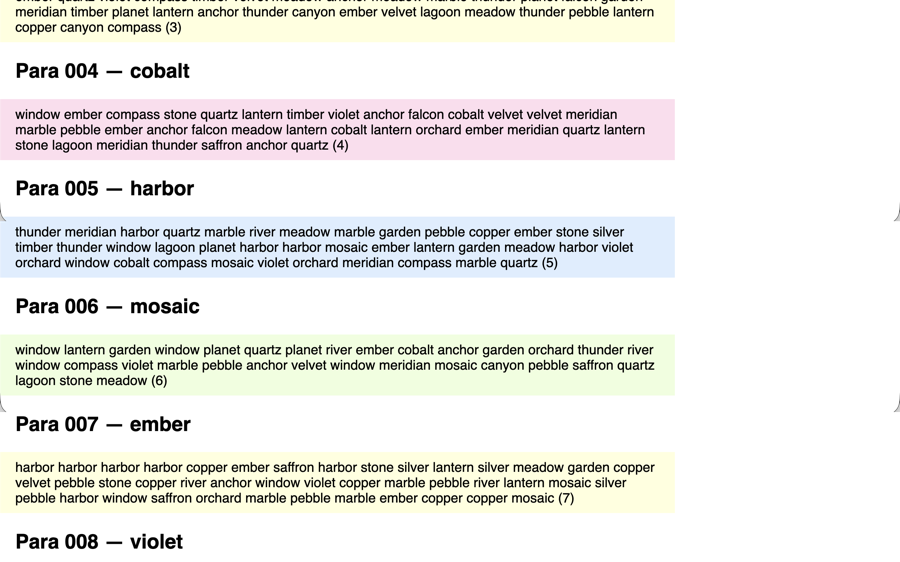 meridian timber planet lantern anchor thunder canyon ember velvet lagoon meadow thunder pebble lantern
copper canyon compass (3)
Para 004 — cobalt
window ember compass stone quartz lantern timber violet anchor falcon cobalt velvet velvet meridian
marble pebble ember anchor falcon meadow lantern cobalt lantern orchard ember meridian quartz lantern
stone lagoon meridian thunder saffron anchor quartz (4)
Para 005 — harbor
thunder meridian harbor quartz marble river meadow marble garden pebble copper ember stone silver
timber thunder window lagoon planet harbor harbor mosaic ember lantern garden meadow harbor violet
orchard window cobalt compass mosaic violet orchard meridian compass marble quartz (5)
Para 006 — mosaic
window lantern garden window planet quartz planet river ember cobalt anchor garden orchard thunder river
window compass violet marble pebble anchor velvet window meridian mosaic canyon pebble saffron quartz
lagoon stone meadow (6)
Para 007 — ember
harbor harbor harbor harbor copper ember saffron harbor stone silver lantern silver meadow garden copper
velvet pebble stone copper river anchor window violet copper marble pebble river lantern mosaic silver
pebble harbor window saffron orchard marble pebble marble ember copper copper mosaic (7)
Para 008 — violet